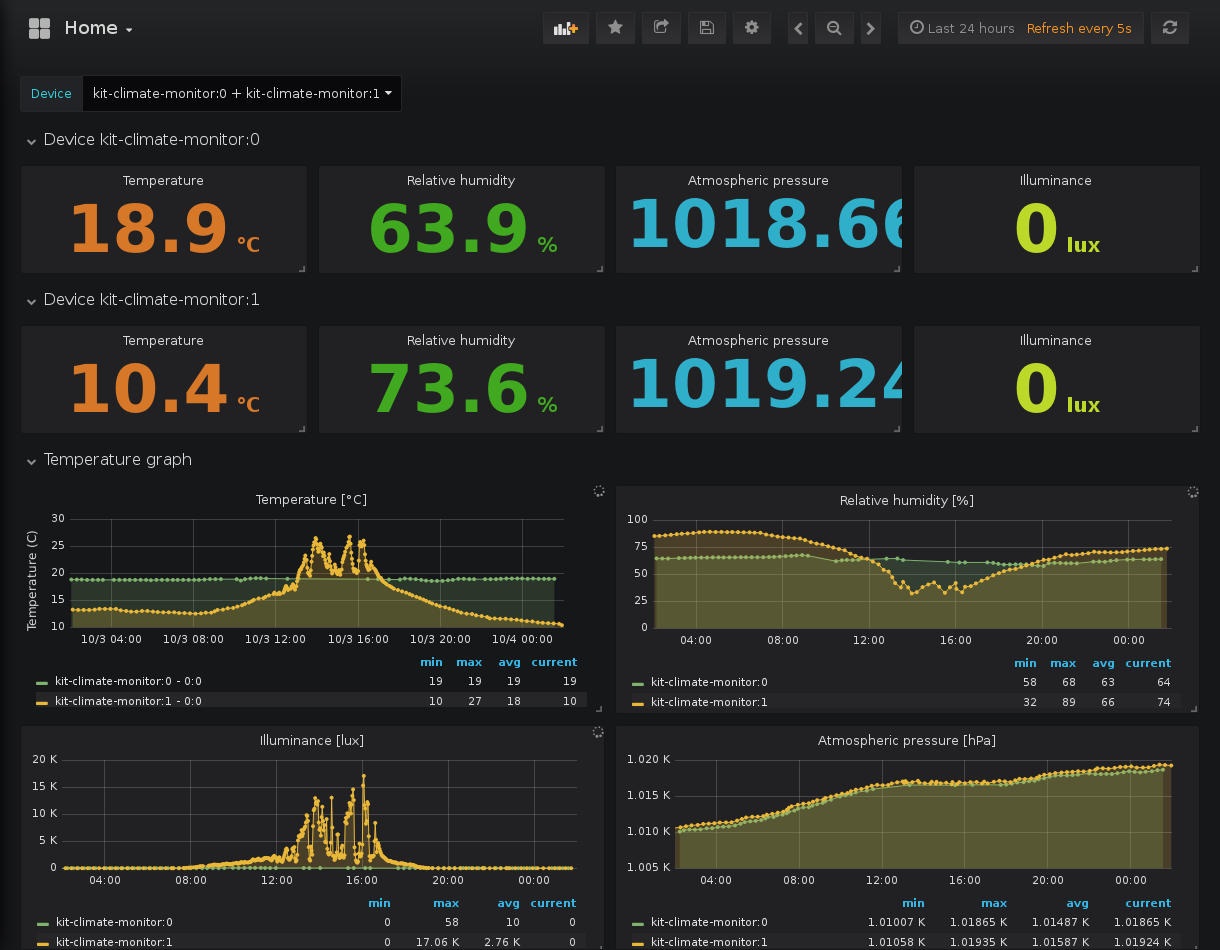 Home
Last 24 hours Refresh every 5s
Device kit-climate-monitor:0 + kit-climate-monitor:1
Device kit-climate-monitor:0
Temperature Relative humidity Atmospheric pressure Illuminance
18.9 °C 63.9 % 1018.66 0 lux
Device kit-climate-monitor:1
Temperature Relative humidity Atmospheric pressure Illuminance
10.4 °C 73.6 % 1019.24 0 lux
Temperature graph
Temperature [°C]
Temperature (C)
30
25
20
15
10
10/3 04:00 10/3 08:00 10/3 12:00 10/3 16:00 10/3 20:00 10/4 00:00
min max avg current
kit-climate-monitor:0 - 0:0 19 19 19 19
kit-climate-monitor:1 - 0:0 10 27 18 10
Relative humidity [%]
100
75
50
25
0
04:00 08:00 12:00 16:00 20:00 00:00
min max avg current
kit-climate-monitor:0 58 68 63 64
kit-climate-monitor:1 32 89 66 74
Illuminance [lux]
20 K
15 K
10 K
5 K
0
04:00 08:00 12:00 16:00 20:00 00:00
min max avg current
kit-climate-monitor:0 0 58 10 0
kit-climate-monitor:1 0 17.06 K 2.76 K 0
Atmospheric pressure [hPa]
1.020 K
1.015 K
1.010 K
1.005 K
04:00 08:00 12:00 16:00 20:00 00:00
min max avg current
kit-climate-monitor:0 1.01007 K 1.01865 K 1.01487 K 1.01865 K
kit-climate-monitor:1 1.01058 K 1.01935 K 1.01587 K 1.01924 K